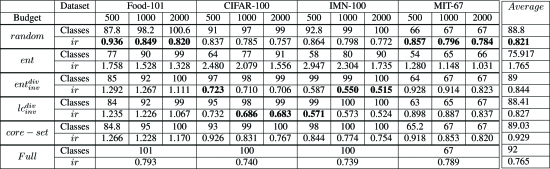 Dataset Food-101 CIFAR-100 IMN-100 MIT-67 Average
Budget 500 1000 2000 500 1000 2000 500 1000 2000 500 1000 2000
random Classes 87.8 98.2 100.6 91 97 99 92.8 99 100 66 67 67 88.8
ir 0.936 0.849 0.820 0.837 0.785 0.757 0.864 0.798 0.772 0.857 0.796 0.784 0.821
ent Classes 77 90 99 64 77 91 58 80 90 54 65 66 75.917
ir 1.758 1.528 1.328 2.480 2.079 1.556 2.947 2.304 1.735 1.280 1.148 1.031 1.765
ent div inv Classes 85 92 100 97 98 99 99 99 100 64 67 67 89
ir 1.292 1.267 1.111 0.723 0.710 0.706 0.587 0.550 0.515 0.928 0.914 0.823 0.844
lc div inv Classes 84 92 99 95 98 99 99 100 100 63 65 67 88.41
ir 1.235 1.226 1.067 0.732 0.686 0.683 0.571 0.573 0.524 0.898 0.887 0.837 0.827
core − set Classes 84.8 95 100 93 99 100 98 100 100 65.2 67 67 89.03
ir 1.266 1.228 1.170 0.926 0.831 0.767 0.844 0.774 0.754 0.918 0.853 0.820 0.929
Full Classes 101 100 100 67 92
ir 0.793 0.740 0.739 0.789 0.765